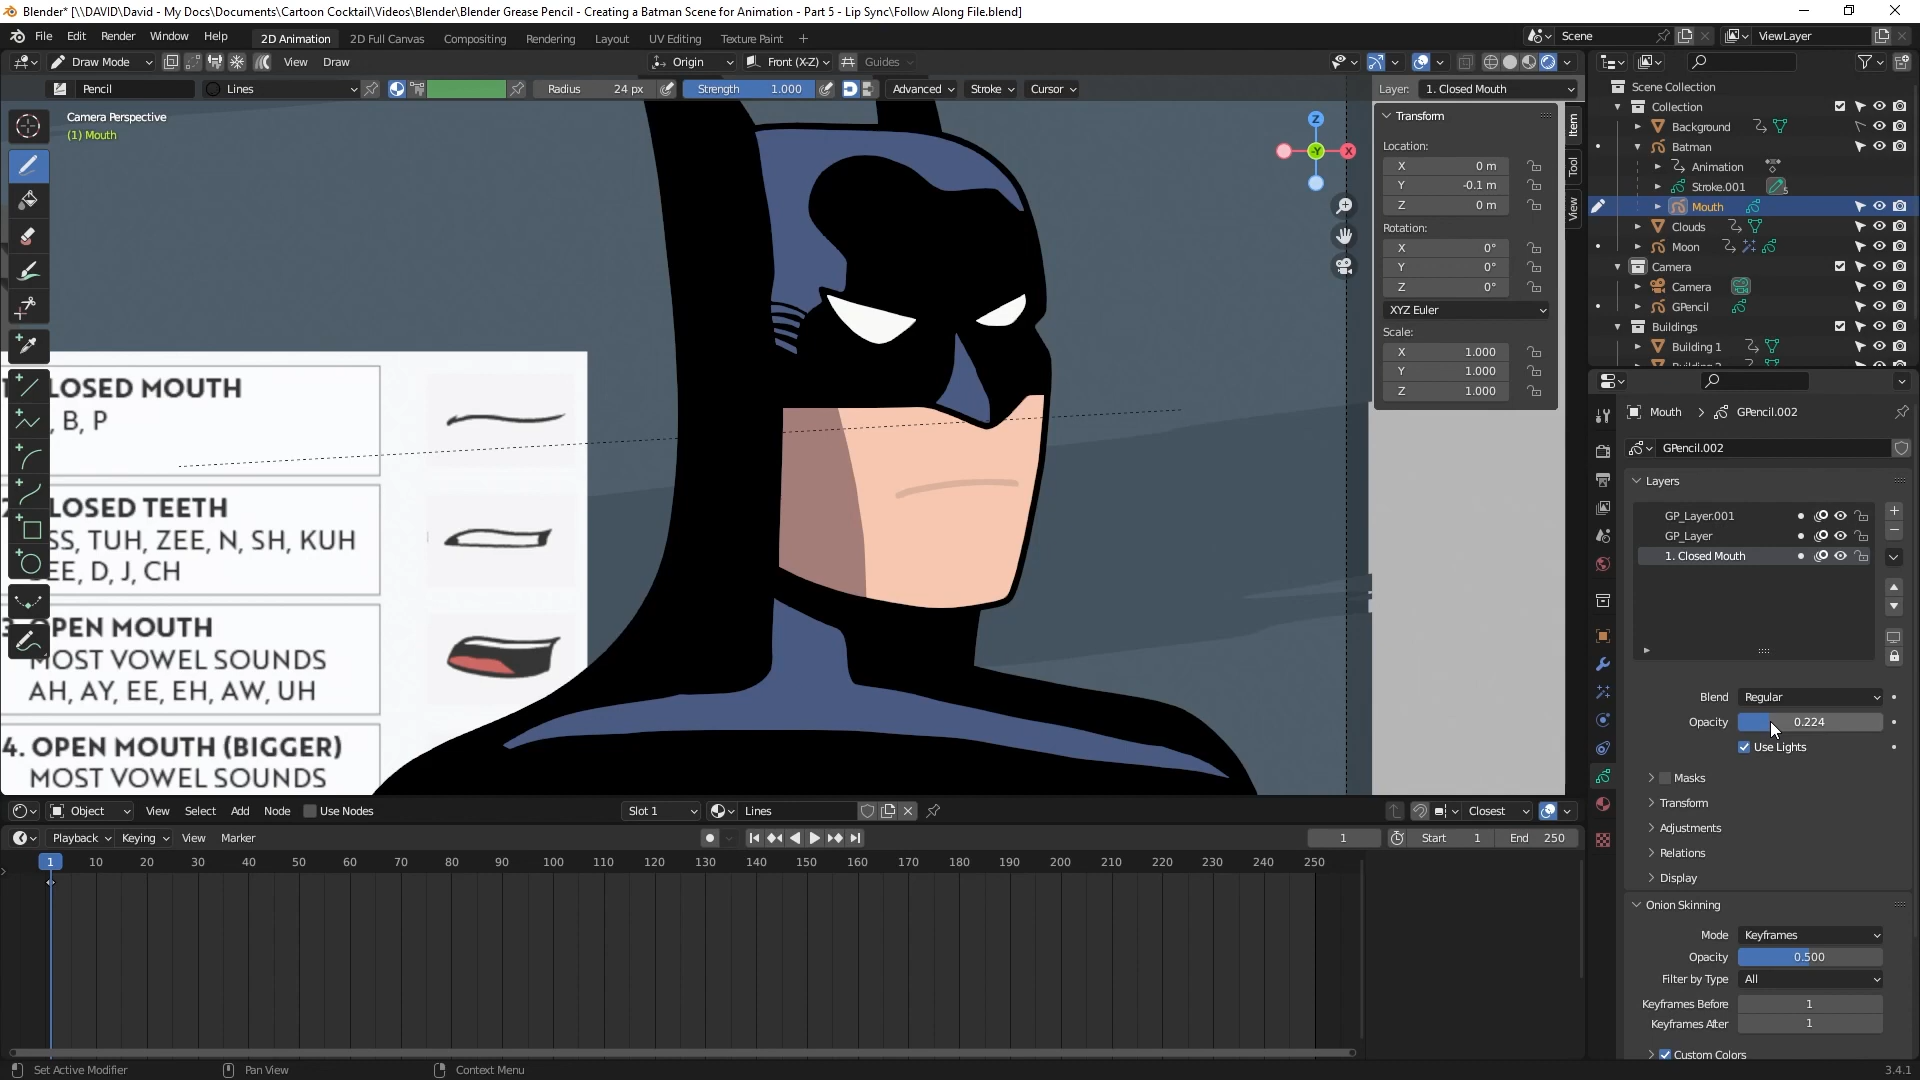 Blender* [\\DAVID\David - My Docs\Documents\Cartoon Cocktail\Videos\Blender\Blender Grease Pencil - Creating a Batman Scene for Animation - Part 5 - Lip Sync\Follow Along File.blend]
File Edit Render Window Help 2D Animation 2D Full Canvas Compositing Rendering Layout UV Editing Texture Paint + Scene ViewLayer
Draw Mode View Draw Origin Front (X-Z) Guides
Pencil Lines Radius 24 px Strength 1.000 Advanced Stroke Cursor Layer: 1. Closed Mouth
Camera Perspective
(1) Mouth
Z
-Y X
Transform
Location:
X 0 m
Y -0.1 m
Z 0 m
Rotation:
X 0°
Y 0°
Z 0°
XYZ Euler
Scale:
X 1.000
Y 1.000
Z 1.000
Item
Tool
View
LOSED MOUTH
, B, P
LOSED TEETH
SS, TUH, ZEE, N, SH, KUH
EE, D, J, CH
OPEN MOUTH
MOST VOWEL SOUNDS
AH, AY, EE, EH, AW, UH
4. OPEN MOUTH (BIGGER)
MOST VOWEL SOUNDS
Scene Collection
Collection
Background
Batman
Animation
Stroke.001 5
Mouth
Clouds
Moon
Camera
Camera
GPencil
Buildings
Building 1
Mouth > GPencil.002
GPencil.002
Layers
GP_Layer.001
GP_Layer
1. Closed Mouth
Blend Regular
Opacity 0.224
Use Lights
Masks
Transform
Adjustments
Relations
Display
Onion Skinning
Mode Keyframes
Opacity 0.500
Filter by Type All
Keyframes Before 1
Keyframes After 1
Custom Colors
Object View Select Add Node Use Nodes Slot 1 Lines Closest
Playback Keying View Marker 1 Start 1 End 250
1 10 20 30 40 50 60 70 80 90 100 110 120 130 140 150 160 170 180 190 200 210 220 230 240 250
Set Active Modifier Pan View Context Menu 3.4.1